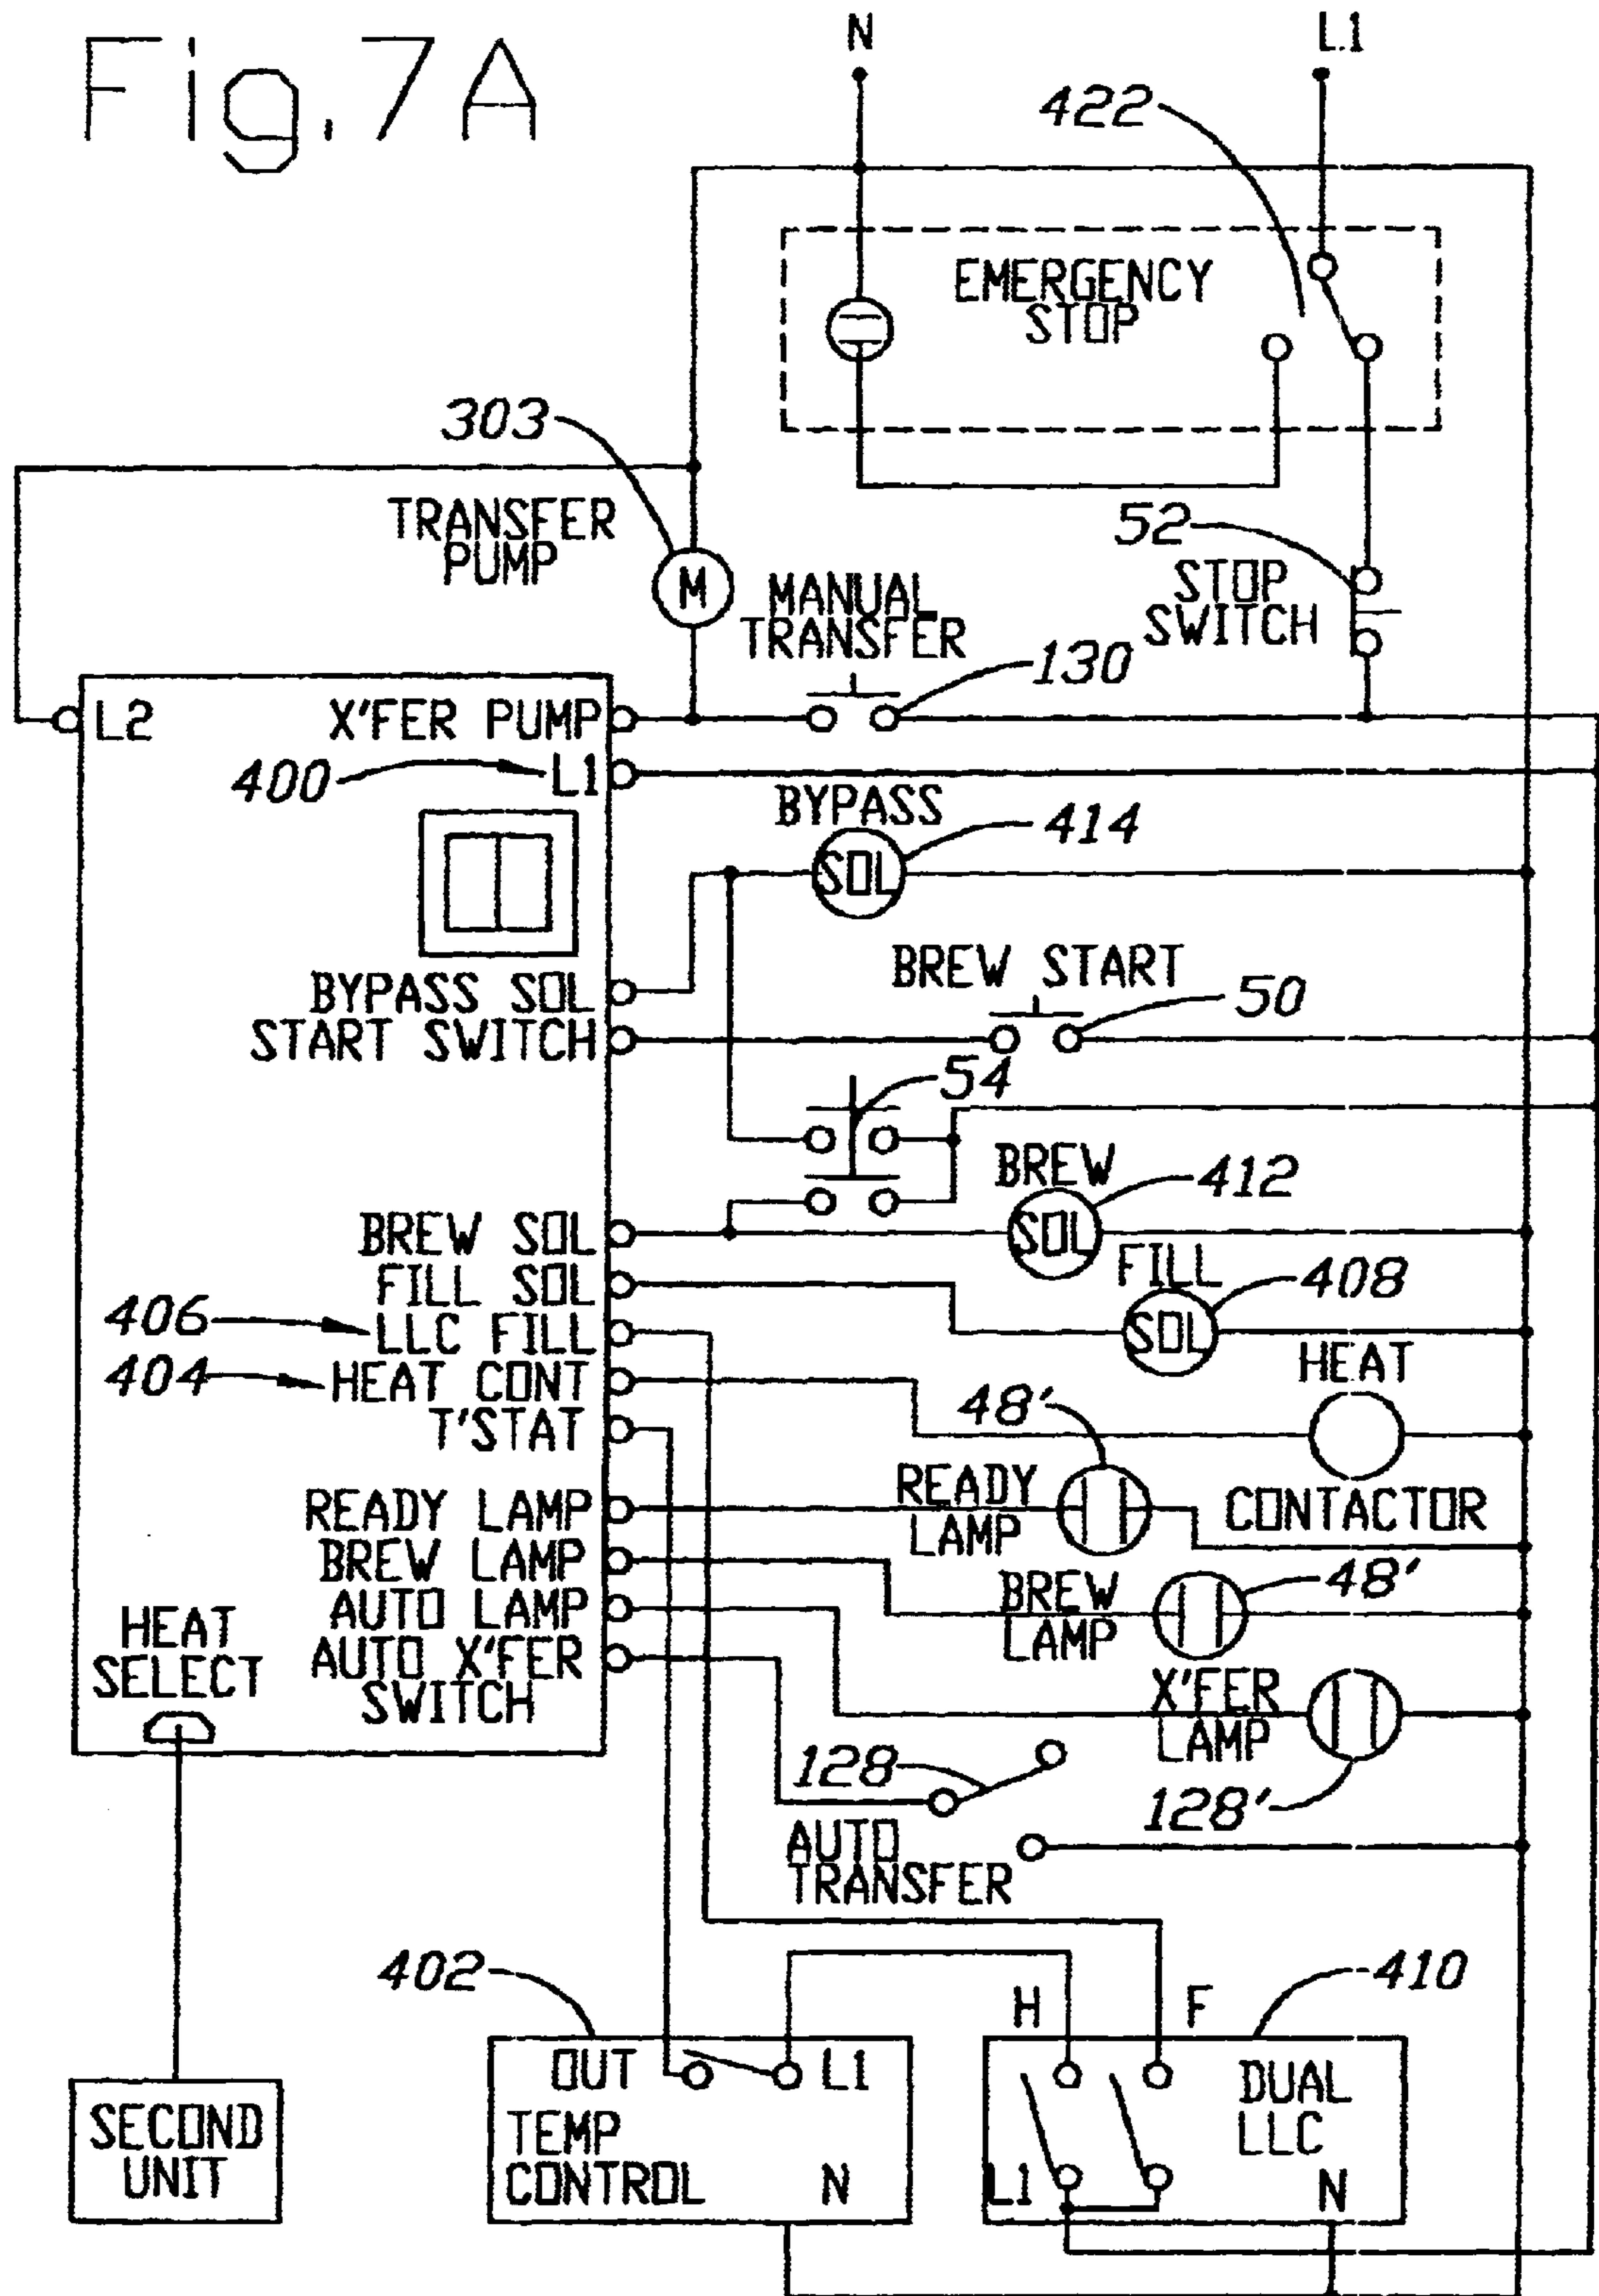 Fig. 7A
N
L1
422
EMERGENCY
STOP
303
TRANSFER
PUMP
52
STOP
SWITCH
M
MANUAL
TRANSFER
130
L2
X'FER PUMP
400
L1
BYPASS
414
SOL
BREW START
BYPASS SOL
50
START SWITCH
54
BREW
412
SOL
BREW SOL
FILL
FILL SOL
408
406
LLC FILL
SOL
404
HEAT CONT
HEAT
T'STAT
48'
READY
LAMP
CONTACTOR
READY LAMP
BREW LAMP
BREW
LAMP
48'
AUTO LAMP
HEAT
SELECT
AUTO X'FER
SWITCH
X'FER
LAMP
128
128'
AUTO
TRANSFER
402
410
H
F
OUT
L1
DUAL
LLC
SECOND
UNIT
TEMP
CONTROL
N
L1
N